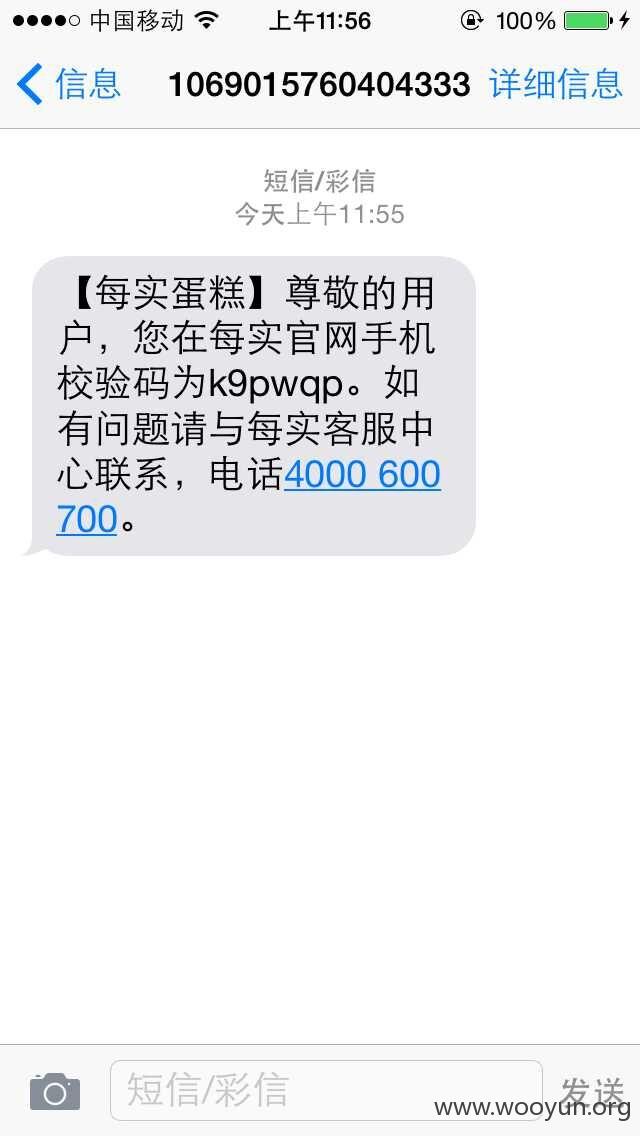 中国移动 上午11:56 100%
信息 1069015760404333 详细信息
短信/彩信
今天上午11:55
【每实蛋糕】尊敬的用
户，您在每实官网手机
校验码为k9pwqp。如
有问题请与每实客服中
心联系，电话4000 600
700。
短信/彩信 发送
www.wooyun.org